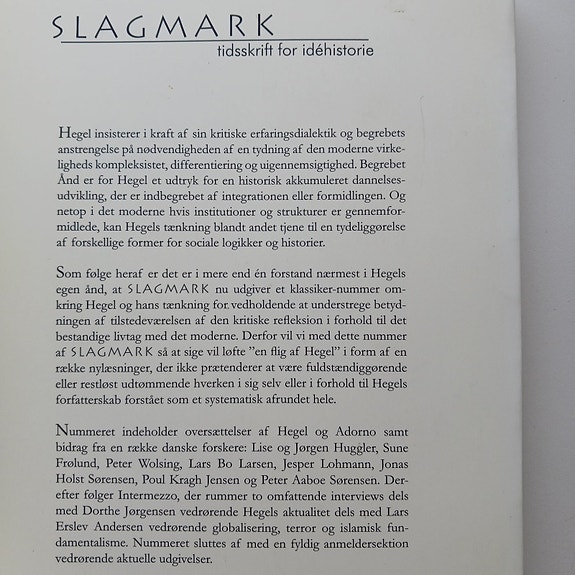 SLAGMARK
tidsskrift for idéhistorie
Hegel insisterer i kraft af sin kritiske erfaringsdialektik og begrebets
anstrengelse på nødvendigheden af en tydning af den moderne virke-
ligheds kompleksistet, differentiering og uigennemsigtighed. Begrebet
Ånd er for Hegel et udtryk for en historisk akkumuleret dannelses-
udvikling, der er indbegrebet af integrationen eller formidlingen. Og
netop i det moderne hvis institutioner og strukturer er gennemfor-
midlede, kan Hegels tænkning blandt andet tjene til en tydeliggørelse
af forskellige former for sociale logikker og historier.
Som følge heraf er det er i mere end én forstand nærmest i Hegels
egen ånd, at SLAGMARK nu udgiver et klassiker-nummer om-
kring Hegel og hans tænkning for vedholdende at understrege betyd-
ningen af tilstedeværelsen af den kritiske refleksion i forhold til det
bestandige livtag med det moderne. Derfor vil vi med dette nummer
af SLAGMARK så at sige vil løfte ”en flig af Hegel” i form af en
række nylæsninger, der ikke prætenderer at være fuldstændiggørende
eller restløst udtømmende hverken i sig selv eller i forhold til Hegels
forfatterskab forstået som et systematisk afrundet hele.
Nummeret indeholder oversættelser af Hegel og Adorno samt
bidrag fra en række danske forskere: Lise og Jørgen Huggler, Sune
Frølund, Peter Wolsing, Lars Bo Larsen, Jesper Lohmann, Jonas
Holst Sørensen, Poul Kragh Jensen og Peter Aaboe Sørensen. Der-
efter følger Intermezzo, der rummer to omfattende interviews dels
med Dorthe Jørgensen vedrørende Hegels aktualitet dels med Lars
Erslev Andersen vedrørende globalisering, terror og islamisk fun-
damentalisme. Nummeret sluttes af med en fyldig anmeldersektion
vedrørende aktuelle udgivelser.